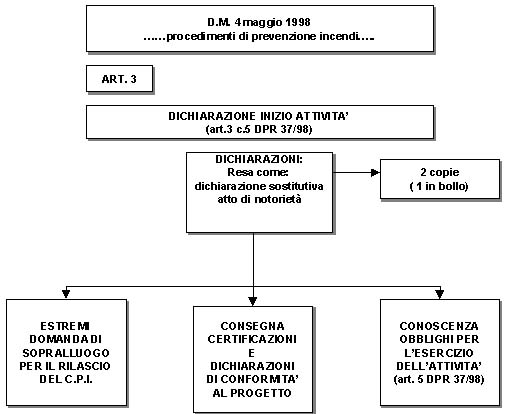 D.M. 4 maggio 1998
……procedimenti di prevenzione incendi…..
ART. 3
DICHIARAZIONE INIZIO ATTIVITA’
(art.3 c.5 DPR 37/98)
DICHIARAZIONI:
Resa come:
dichiarazione sostitutiva
atto di notorietà
2 copie
( 1 in bollo)
ESTREMI
DOMANDA DI
SOPRALLUOGO
PER IL RILASCIO
DEL C.P.I.
CONSEGNA
CERTIFICAZIONI
E
DICHIARAZIONI
DI CONFORMITA’
AL PROGETTO
CONOSCENZA
OBBLIGHI PER
L’ESERCIZIO
DELL’ATTIVITA’
(art. 5 DPR 37/98)